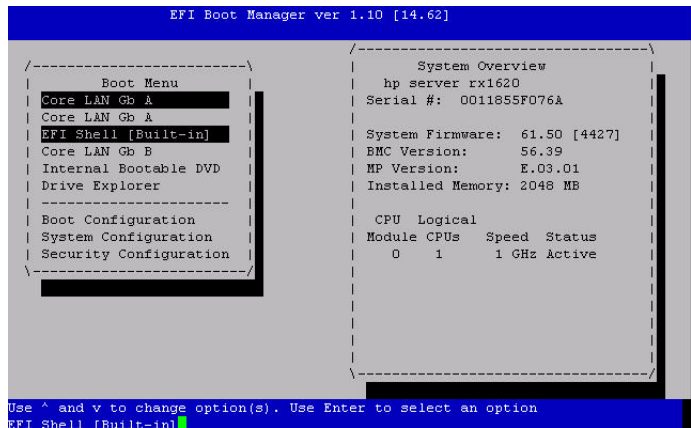 EFI Boot Manager ver 1.10 [14.62]
Boot Menu
Core LAN Gb A
Core LAN Gb A
EFI Shell [Built-in]
Core LAN Gb B
Internal Bootable DVD
Drive Explorer
Boot Configuration
System Configuration
Security Configuration
System Overview
hp server rx1620
Serial #: 0011855F076A
System Firmware: 61.50 [4427]
BMC Version: 56.39
MP Version: E.03.01
Installed Memory: 2048 MB
CPU Logical
Module CPUs Speed Status
0 1 1 GHz Active
Use ^ and v to change option(s). Use Enter to select an option
EFI Shell [Built-in]